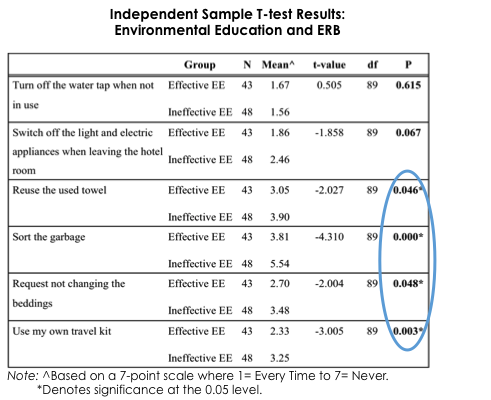 Independent Sample T-test Results:
Environmental Education and ERB
Group N Mean^ t-value df P
Turn off the water tap when not Effective EE 43 1.67 0.505 89 0.615
in use
Ineffective EE 48 1.56
Switch off the light and electric Effective EE 43 1.86 -1.858 89 0.067
appliances when leaving the hotel
Ineffective EE 48 2.46
room
Reuse the used towel Effective EE 43 3.05 -2.027 89 0.046*
Ineffective EE 48 3.90
Sort the garbage Effective EE 43 3.81 -4.310 89 0.000*
Ineffective EE 48 5.54
Request not changing the Effective EE 43 2.70 -2.004 89 0.048*
beddings
Ineffective EE 48 3.48
Use my own travel kit Effective EE 43 2.33 -3.005 89 0.003*
Ineffective EE 48 3.25
Note: ^Based on a 7-point scale where 1= Every Time to 7= Never.
*Denotes significance at the 0.05 level.